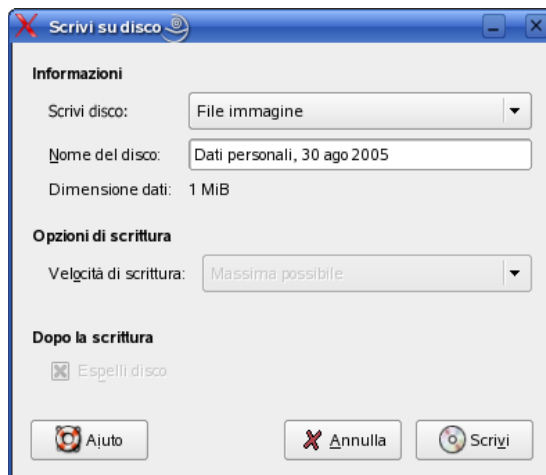 Scrivi su disco
Informazioni
Scrivi disco: File immagine
Nome del disco: Dati personali, 30 ago 2005
Dimensione dati: 1 MiB
Opzioni di scrittura
Velocità di scrittura: Massima possibile
Dopo la scrittura
Espelli disco
Aiuto Annulla Scrivi